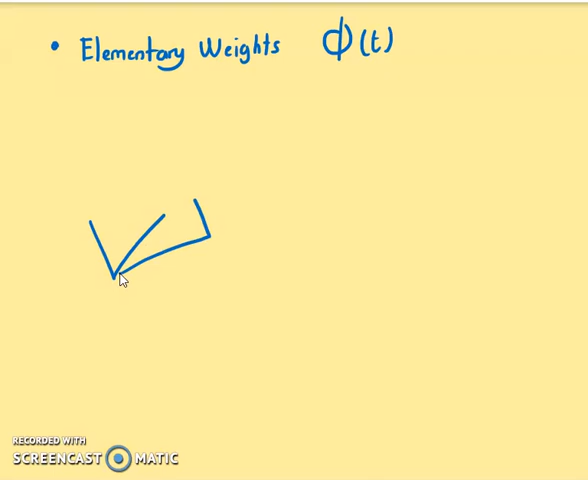 • Elementary Weights Φ(t)
RECORDED WITH
SCREENCAST MATIC